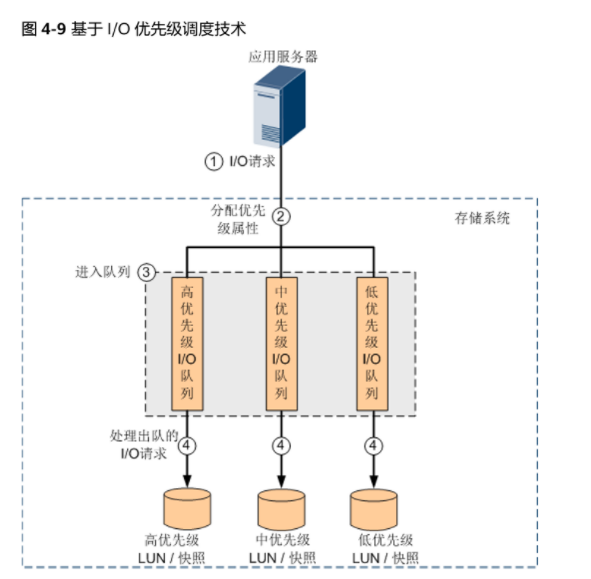 图 4-9 基于 I/O 优先级调度技术
应用服务器
① I/O请求
分配优先
级属性
②
存储系统
进入队列 ③
高优先级I/O队列
中优先级I/O队列
低优先级I/O队列
处理出队的
I/O请求
④
④
④
高优先级
LUN / 快照
中优先级
LUN / 快照
低优先级
LUN / 快照